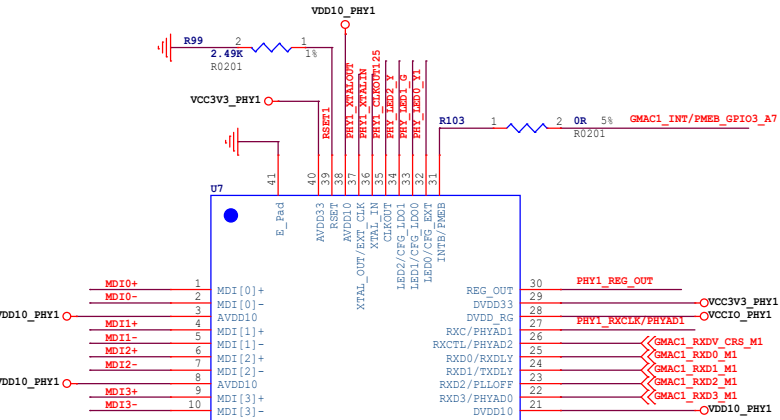 VDD10_PHY1
R99 2 1
2.49K 1%
R0201
VCC3V3_PHY1
RSET1
PHY1_XTALOUT
PHY1_XTALIN
PHY1_CLKOUT125
PHY_LED2_Y
PHY_LED1_G
PHY_LED0_Y1
R103 1 2 0R 5% GMAC1_INT/PMEB_GPIO3_A7
R0201
41 40 39 38 37 36 35 34 33 32 31
U7
E_Pad
AVDD33
RSET
AVDD10
XTAL_OUT/EXT_CLK
XTAL_IN
CLKOUT
LED2/CFG_LDO1
LED1/CFG_LDO0
LED0/CFG_EXT
INTB/PMEB
MDI0+ 1 MDI[0]+
MDI0- 2 MDI[0]-
VDD10_PHY1 3 AVDD10
MDI1+ 4 MDI[1]+
MDI1- 5 MDI[1]-
MDI2+ 6 MDI[2]+
MDI2- 7 MDI[2]-
VDD10_PHY1 8 AVDD10
MDI3+ 9 MDI[3]+
MDI3- 10 MDI[3]-
REG_OUT 30 PHY1_REG_OUT
DVDD33 29 VCC3V3_PHY1
DVDD_RG 28 VCCIO_PHY1
RXC/PHYAD1 27 PHY1_RXCLK/PHYAD1
RXCTL/PHYAD2 26 GMAC1_RXDV_CRS_M1
RXD0/RXDLY 25 GMAC1_RXD0_M1
RXD1/TXDLY 24 GMAC1_RXD1_M1
RXD2/PLLOFF 23 GMAC1_RXD2_M1
RXD3/PHYAD0 22 GMAC1_RXD3_M1
DVDD10 21 VDD10_PHY1